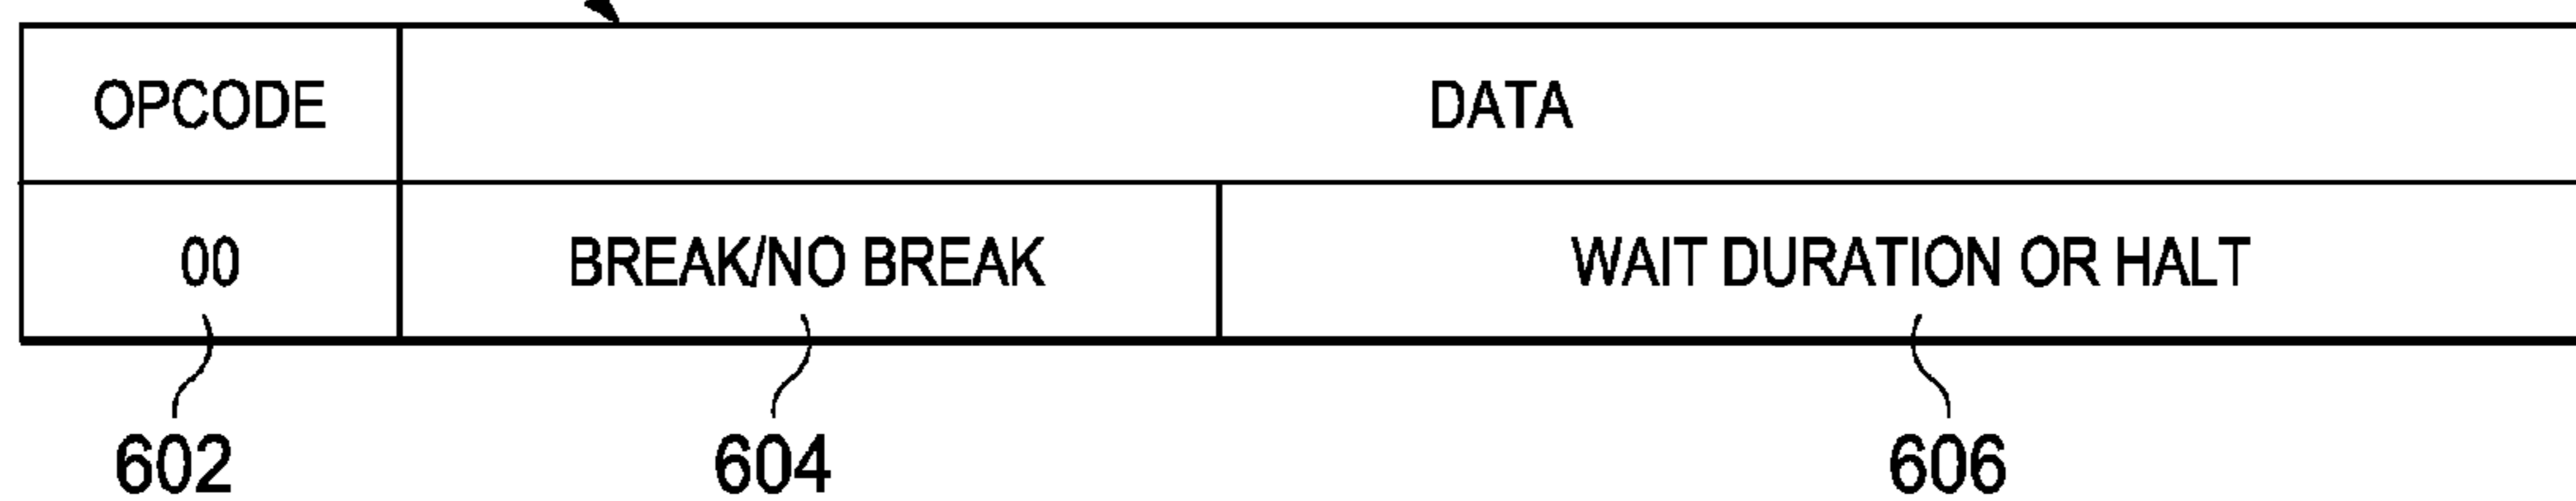 OPCODE DATA
00 BREAK/NO BREAK WAIT DURATION OR HALT
602 604 606